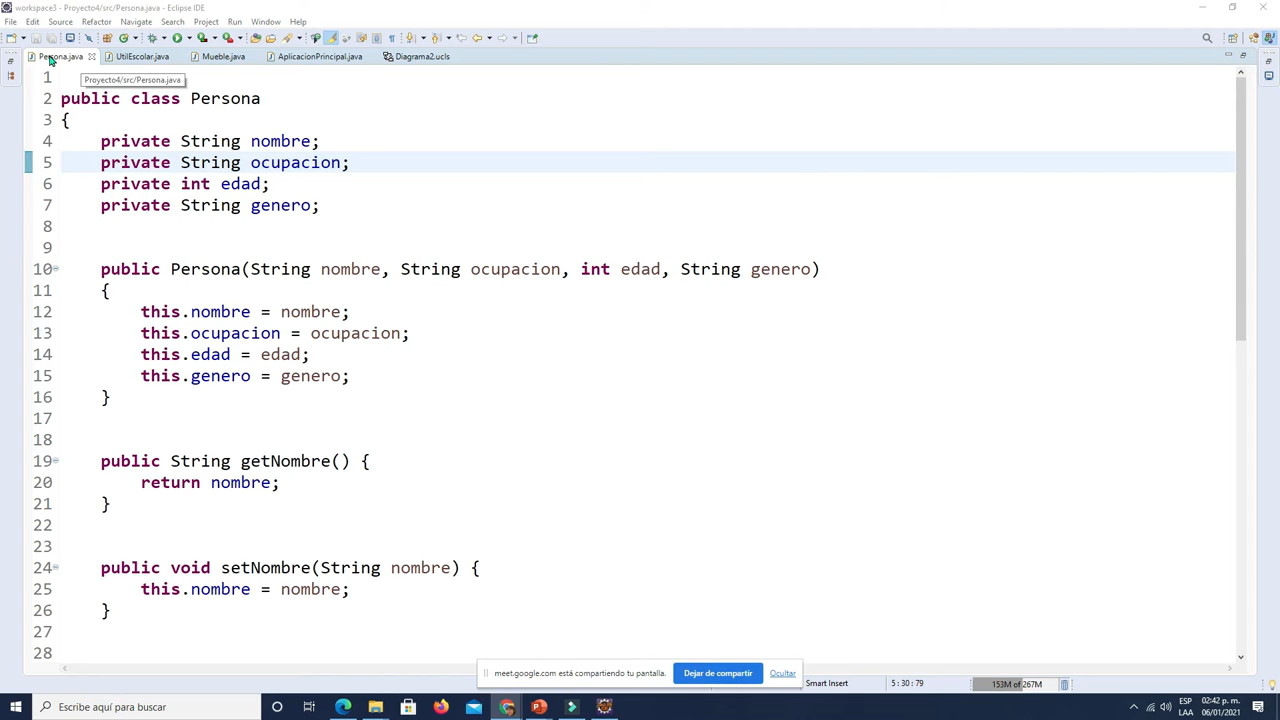 workspace3 - Proyecto4/src/Persona.java - Eclipse IDE
File Edit Source Refactor Navigate Search Project Run Window Help
Persona.java UtilEscolar.java Mueble.java AplicacionPrincipal.java Diagrama2.ucls
Proyecto4/src/Persona.java
1
2 public class Persona
3 {
4 private String nombre;
5 private String ocupacion;
6 private int edad;
7 private String genero;
8
9
10 public Persona(String nombre, String ocupacion, int edad, String genero)
11 {
12 this.nombre = nombre;
13 this.ocupacion = ocupacion;
14 this.edad = edad;
15 this.genero = genero;
16 }
17
18
19 public String getNombre() {
20 return nombre;
21 }
22
23
24 public void setNombre(String nombre) {
25 this.nombre = nombre;
26 }
27
28
meet.google.com está compartiendo tu pantalla. Dejar de compartir Ocultar
Smart Insert 5 : 30 : 79 153M of 267M
Escribe aquí para buscar
ESP 02:42 p. m.
LAA 06/01/2021